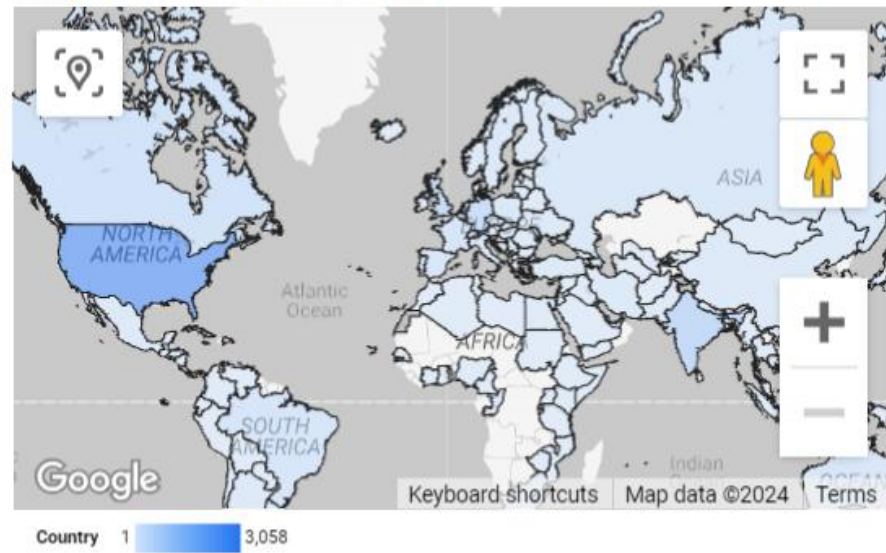 NORTH
AMERICA
Atlantic
Ocean
AFRICA
ASIA
SOUTH
AMERICA
Indian
Google
Keyboard shortcuts
Map data ©2024
Terms
Country 1 3,058